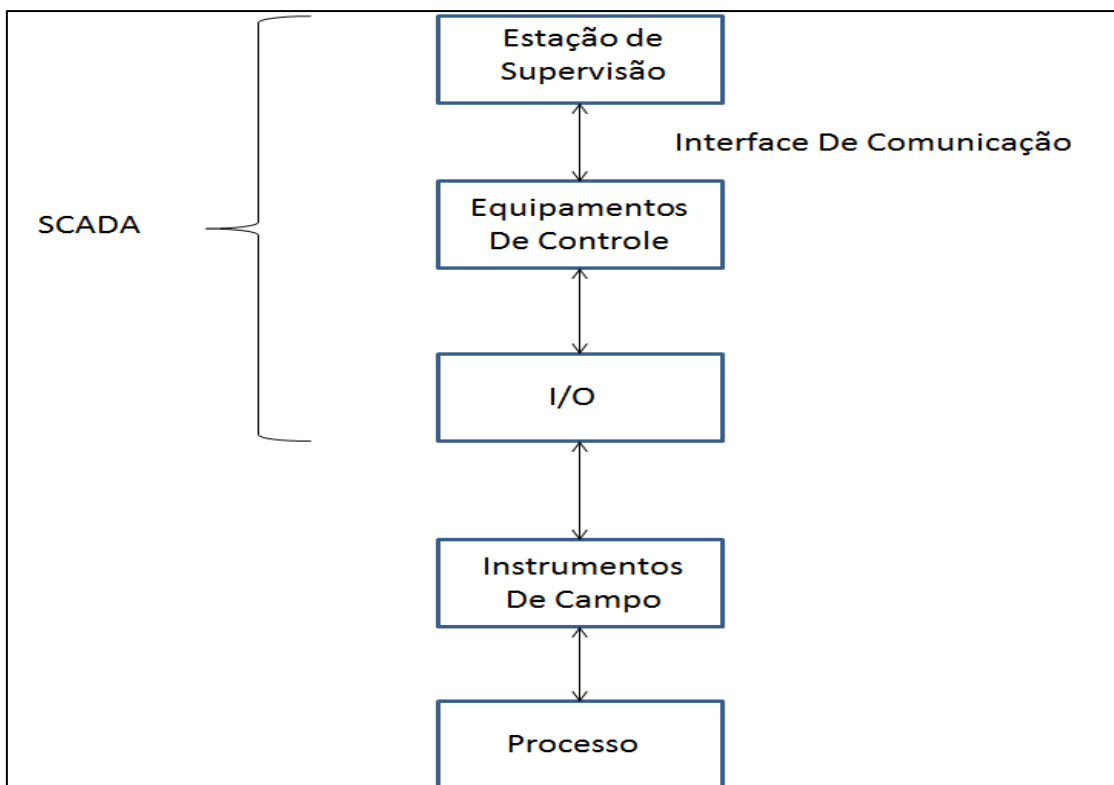 Estação de
Supervisão
Interface De Comunicação
Equipamentos
De Controle
SCADA
I/O
Instrumentos
De Campo
Processo